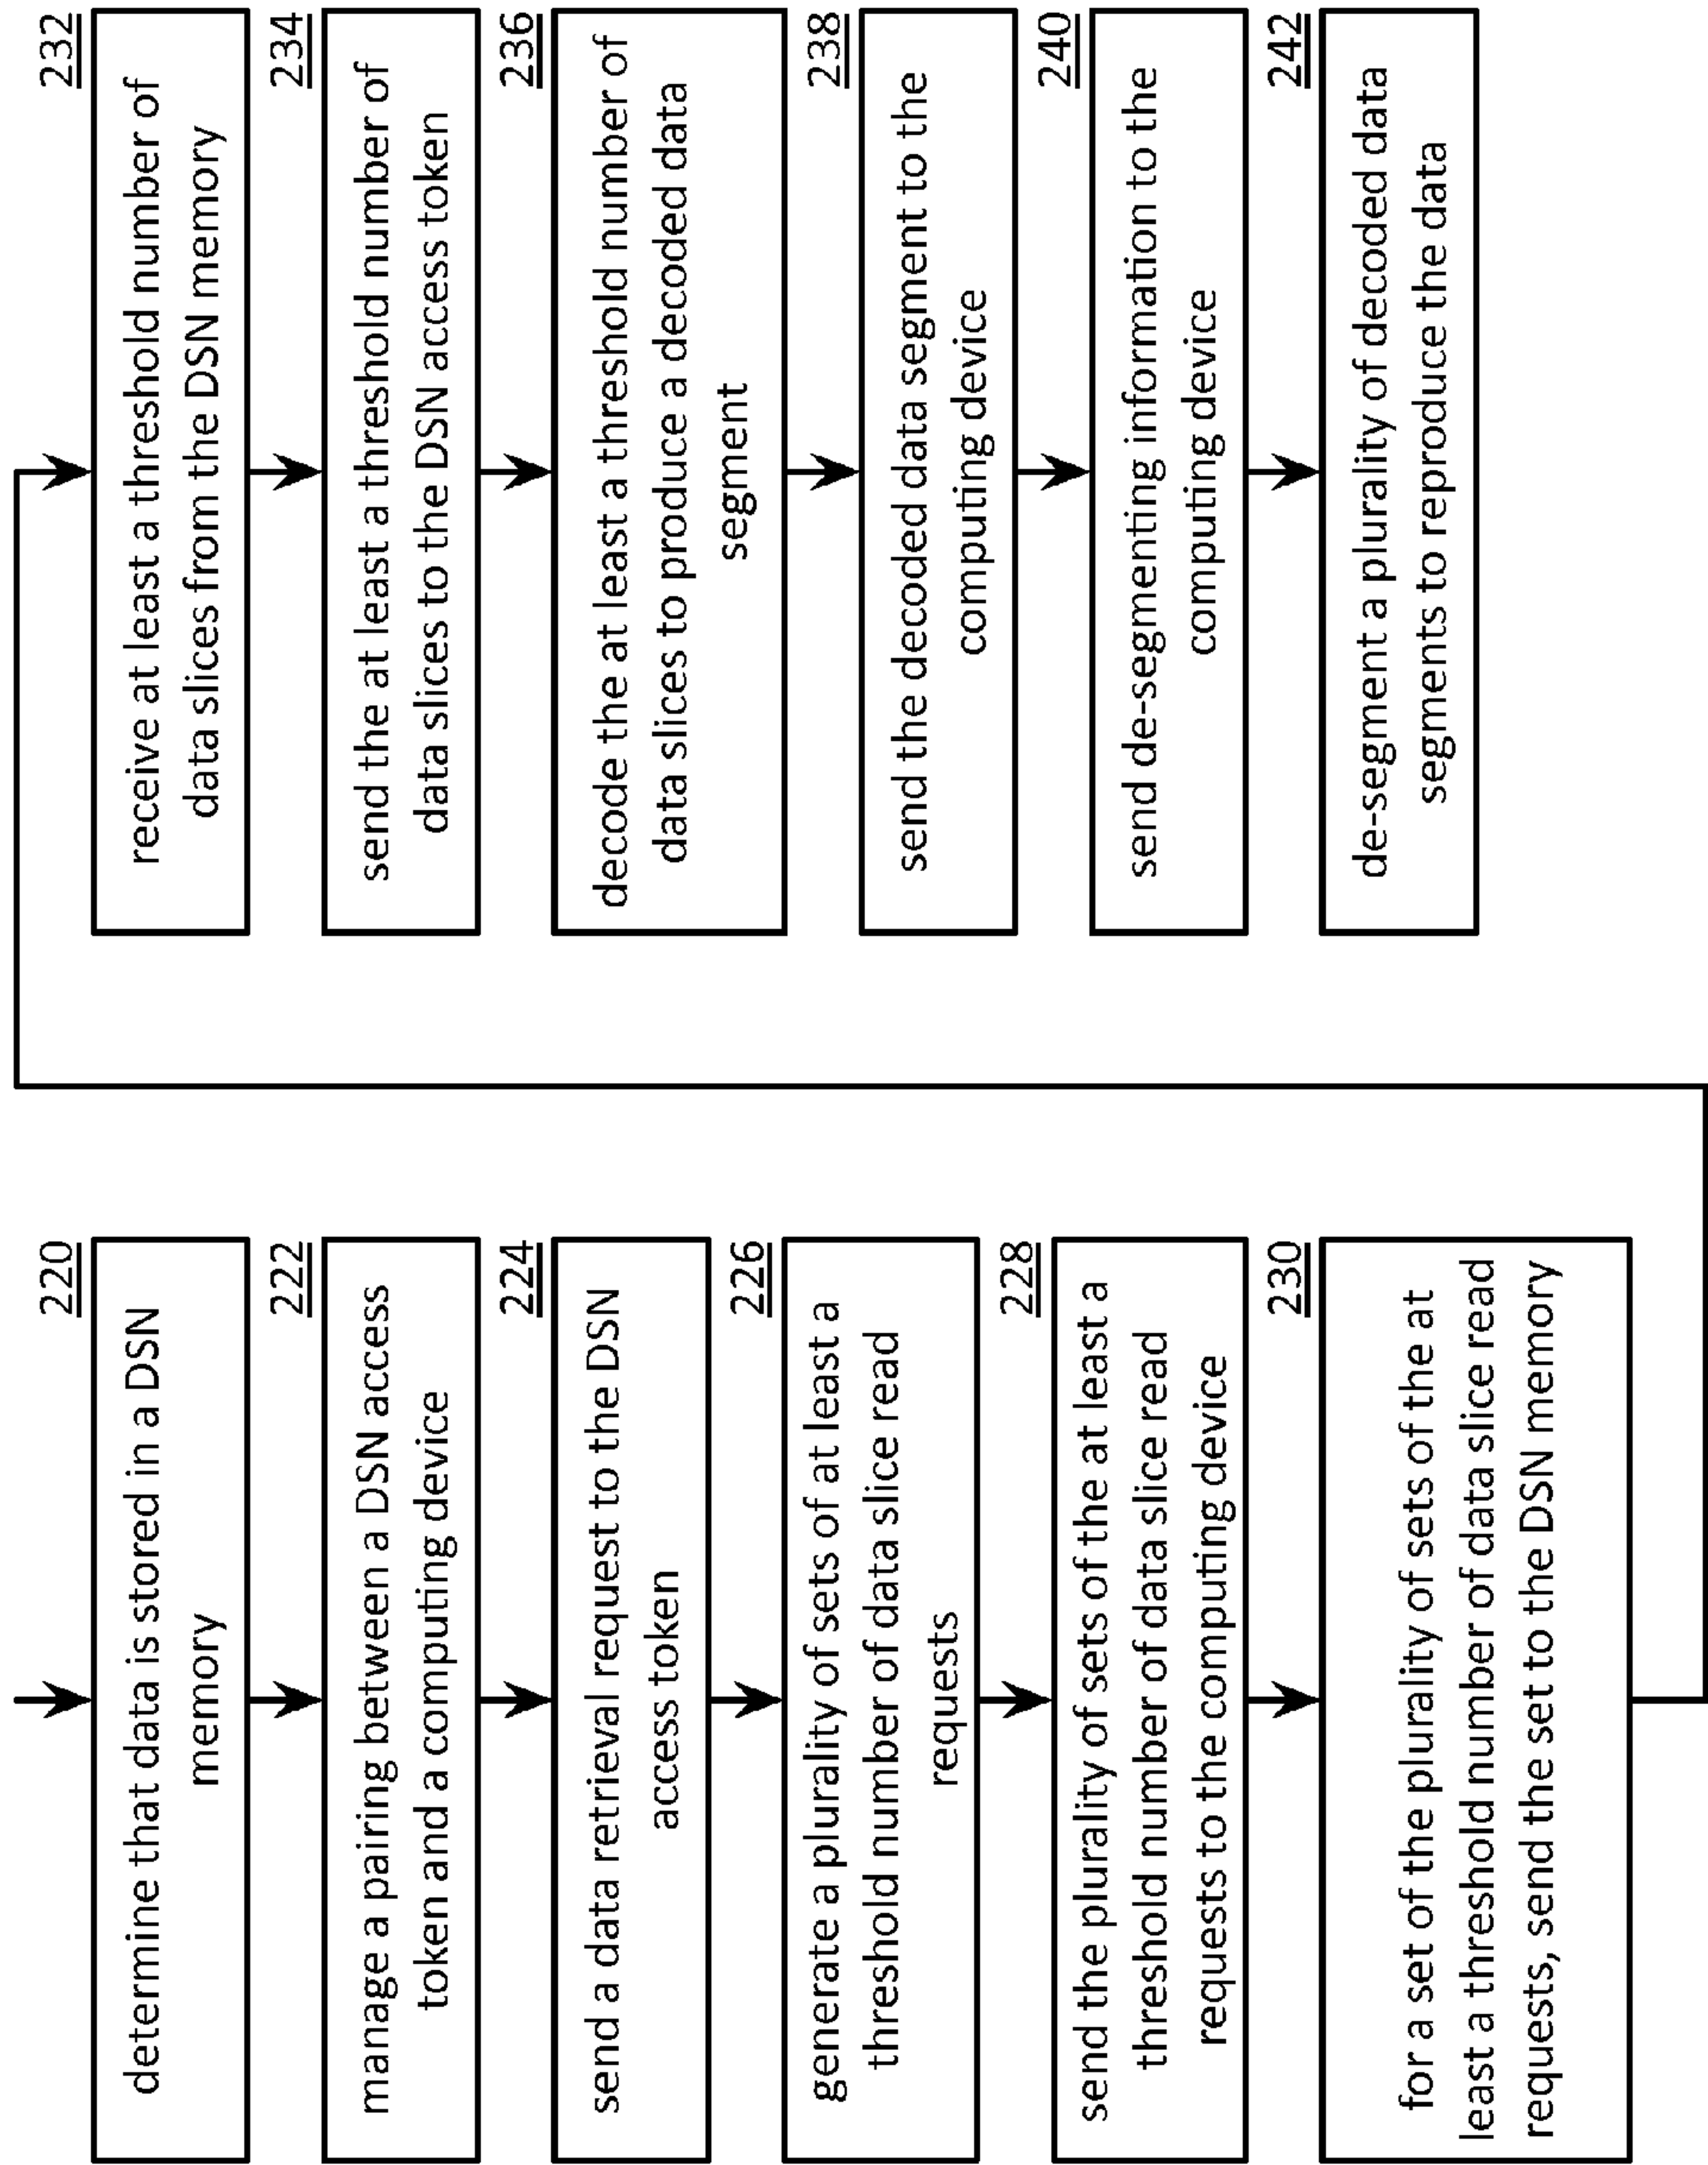 220
determine that data is stored in a DSN
memory
222
manage a pairing between a DSN access
token and a computing device
224
send a data retrieval request to the DSN
access token
226
generate a plurality of sets of at least a
threshold number of data slice read
requests
228
send the plurality of sets of the at least a
threshold number of data slice read
requests to the computing device
230
for a set of the plurality of sets of the at
least a threshold number of data slice read
requests, send the set to the DSN memory
232
receive at least a threshold number of
data slices from the DSN memory
234
send the at least a threshold number of
data slices to the DSN access token
236
decode the at least a threshold number of
data slices to produce a decoded data
segment
238
send the decoded data segment to the
computing device
240
send de-segmenting information to the
computing device
242
de-segment a plurality of decoded data
segments to reproduce the data